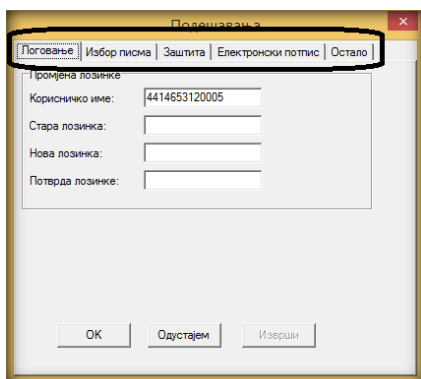 Подешавања
Логовање Избор писма Заштита Електронски потпис Остало
Промјена лозинке
Корисничко име: 4414653120005
Стара лозинка:
Нова лозинка:
Потврда лозинке:
OK Одустајем Изврши